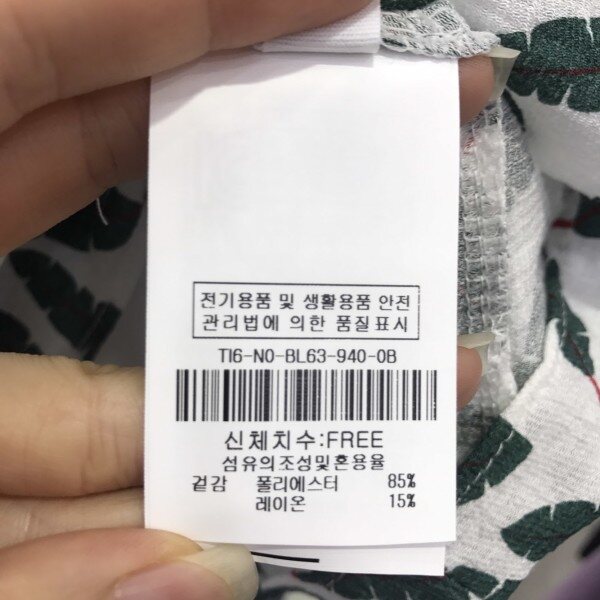 전기용품 및 생활용품 안전
관리법에 의한 품질표시
TI6-NO-BL63-940-0B
신체치수:FREE
섬유의조성및혼용율
겉감 폴리에스터 85%
레이온 15%